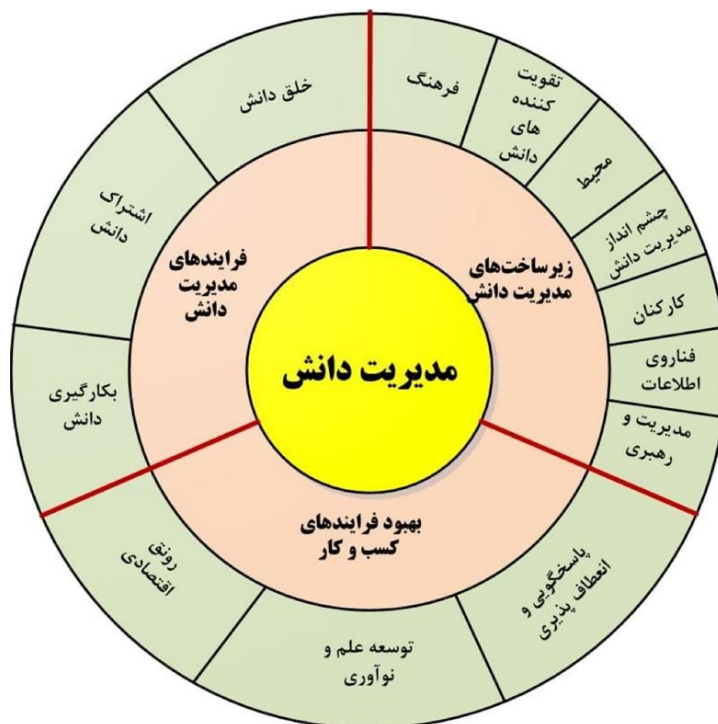 مدیریت دانش
زیرساخت‌های
مدیریت دانش
فرهنگ
تقویت
کننده
های
دانش
محیط
چشم انداز
مدیریت دانش
کارکنان
فناروی
اطلاعات
مدیریت و
رهبری
بهبود فرایندهای
کسب و کار
پاسخگویی و
انعطاف پذیری
توسعه علم و
نوآوری
رونق
اقتصادی
فرایندهای
مدیریت
دانش
بکارگیری
دانش
اشتراک
دانش
خلق دانش